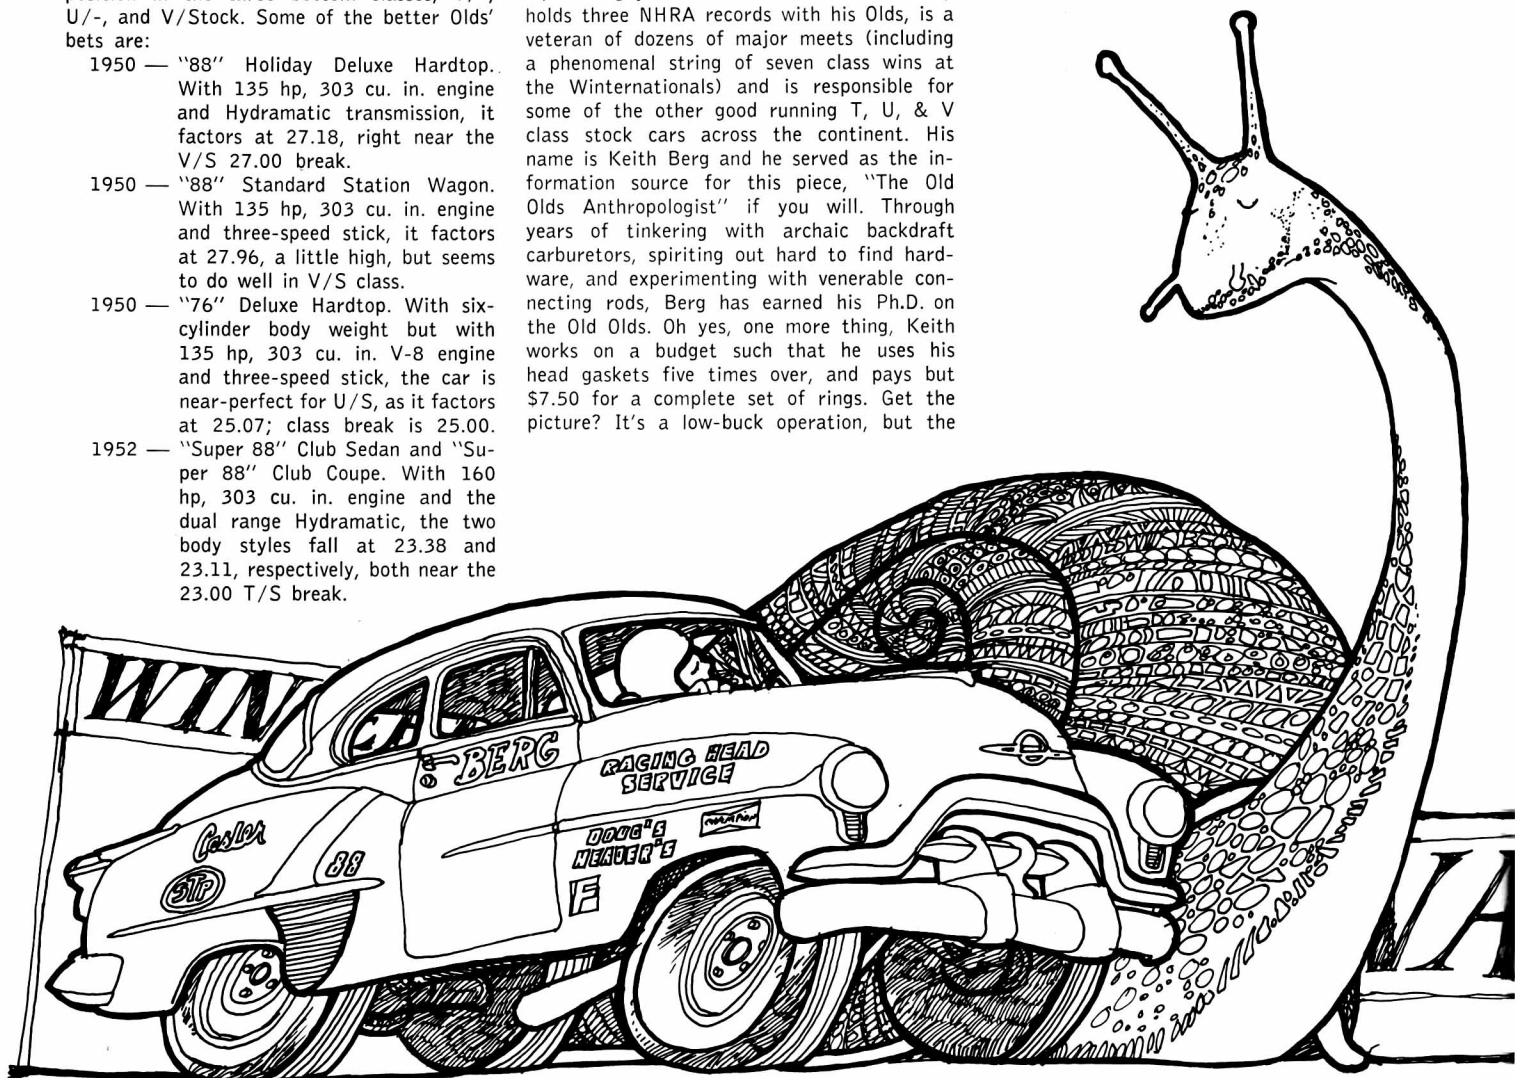 U/-, and V/Stock. Some of the better Olds'
bets are:
1950 — "88" Holiday Deluxe Hardtop.
With 135 hp, 303 cu. in. engine
and Hydramatic transmission, it
factors at 27.18, right near the
V/S 27.00 break.
1950 — "88" Standard Station Wagon.
With 135 hp, 303 cu. in. engine
and three-speed stick, it factors
at 27.96, a little high, but seems
to do well in V/S class.
1950 — "76" Deluxe Hardtop. With six-
cylinder body weight but with
135 hp, 303 cu. in. V-8 engine
and three-speed stick, the car is
near-perfect for U/S, as it factors
at 25.07; class break is 25.00.
1952 — "Super 88" Club Sedan and "Su-
per 88" Club Coupe. With 160
hp, 303 cu. in. engine and the
dual range Hydramatic, the two
body styles fall at 23.38 and
23.11, respectively, both near the
23.00 T/S break.
holds three NHRA records with his Olds, is a
veteran of dozens of major meets (including
a phenomenal string of seven class wins at
the Winternationals) and is responsible for
some of the other good running T, U, & V
class stock cars across the continent. His
name is Keith Berg and he served as the in-
formation source for this piece, "The Old
Olds Anthropologist" if you will. Through
years of tinkering with archaic backdraft
carburetors, spiriting out hard to find hard-
ware, and experimenting with venerable con-
necting rods, Berg has earned his Ph.D. on
the Old Olds. Oh yes, one more thing, Keith
works on a budget such that he uses his
head gaskets five times over, and pays but
$7.50 for a complete set of rings. Get the
picture? It's a low-buck operation, but the
WIN
BERG
RACING HEAD
SERVICE
CHAMPION
DOUG'S
HEADER'S
F
Casler
STP
88
VA